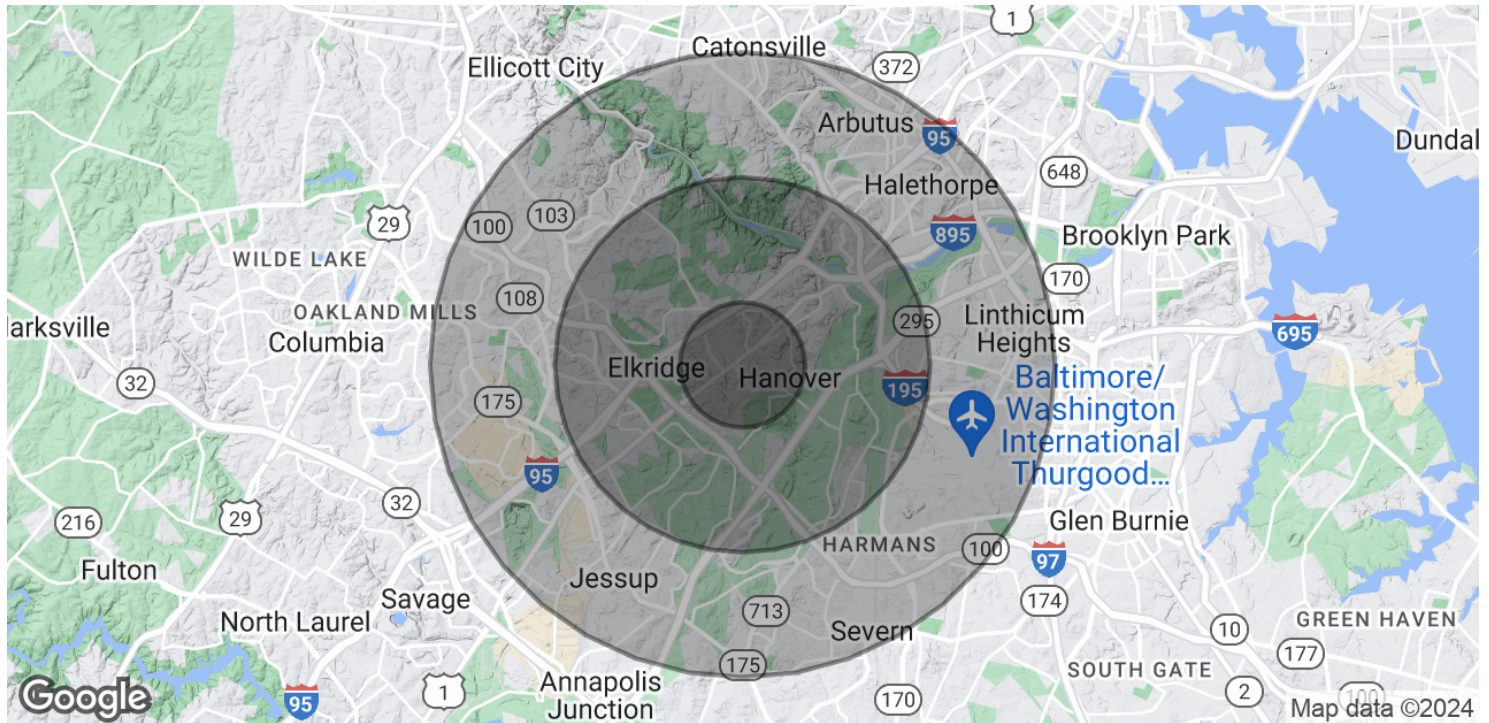 1
Catonsville
Ellicott City
372
Arbutus
95
Dundal
648
Halethorpe
103
29
100
895
Brooklyn Park
WILDE LAKE
170
108
OAKLAND MILLS
295
Linthicum
Heights
larksville
Columbia
695
Elkridge
Hanover
32
195
Baltimore/
Washington
International
Thurgood...
175
95
32
216
29
Glen Burnie
HARMANS
100
97
Fulton
Jessup
Savage
174
713
North Laurel
Severn
10
GREEN HAVEN
177
175
SOUTH GATE
Annapolis
Junction
Google
95
1
170
2
100
Map data ©2024